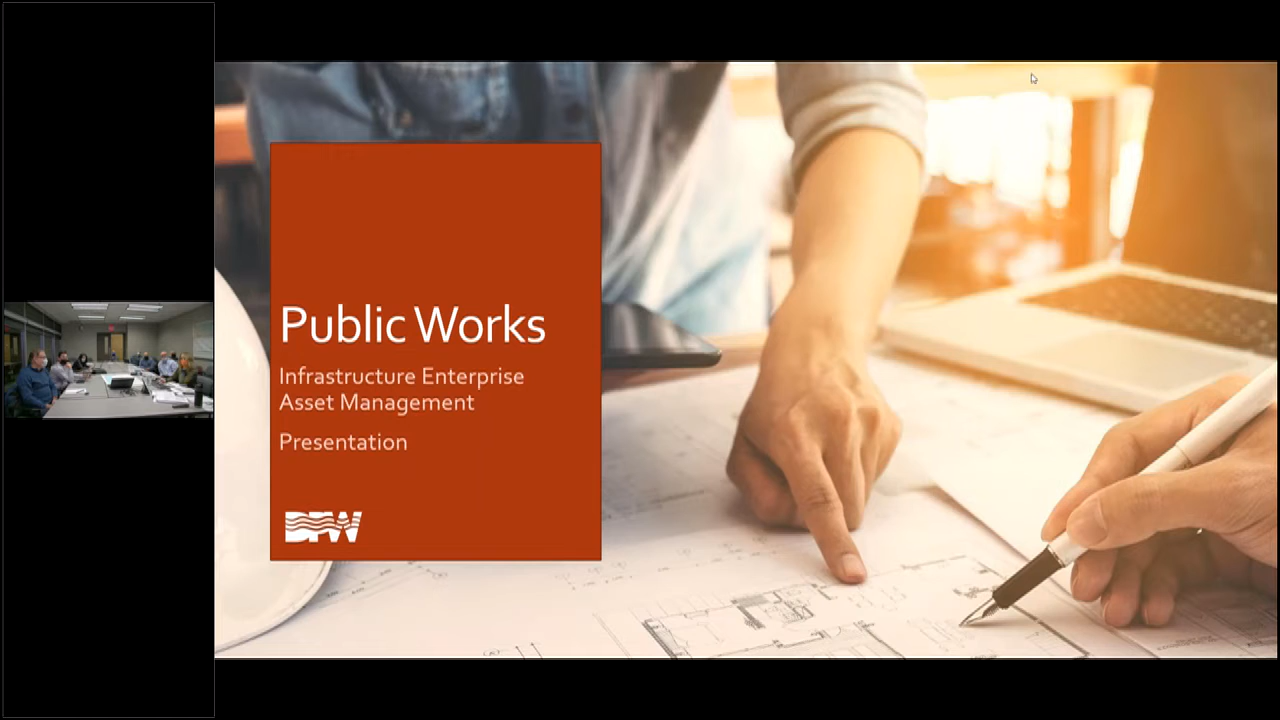 Public Works
Infrastructure Enterprise
Asset Management
Presentation
DPW